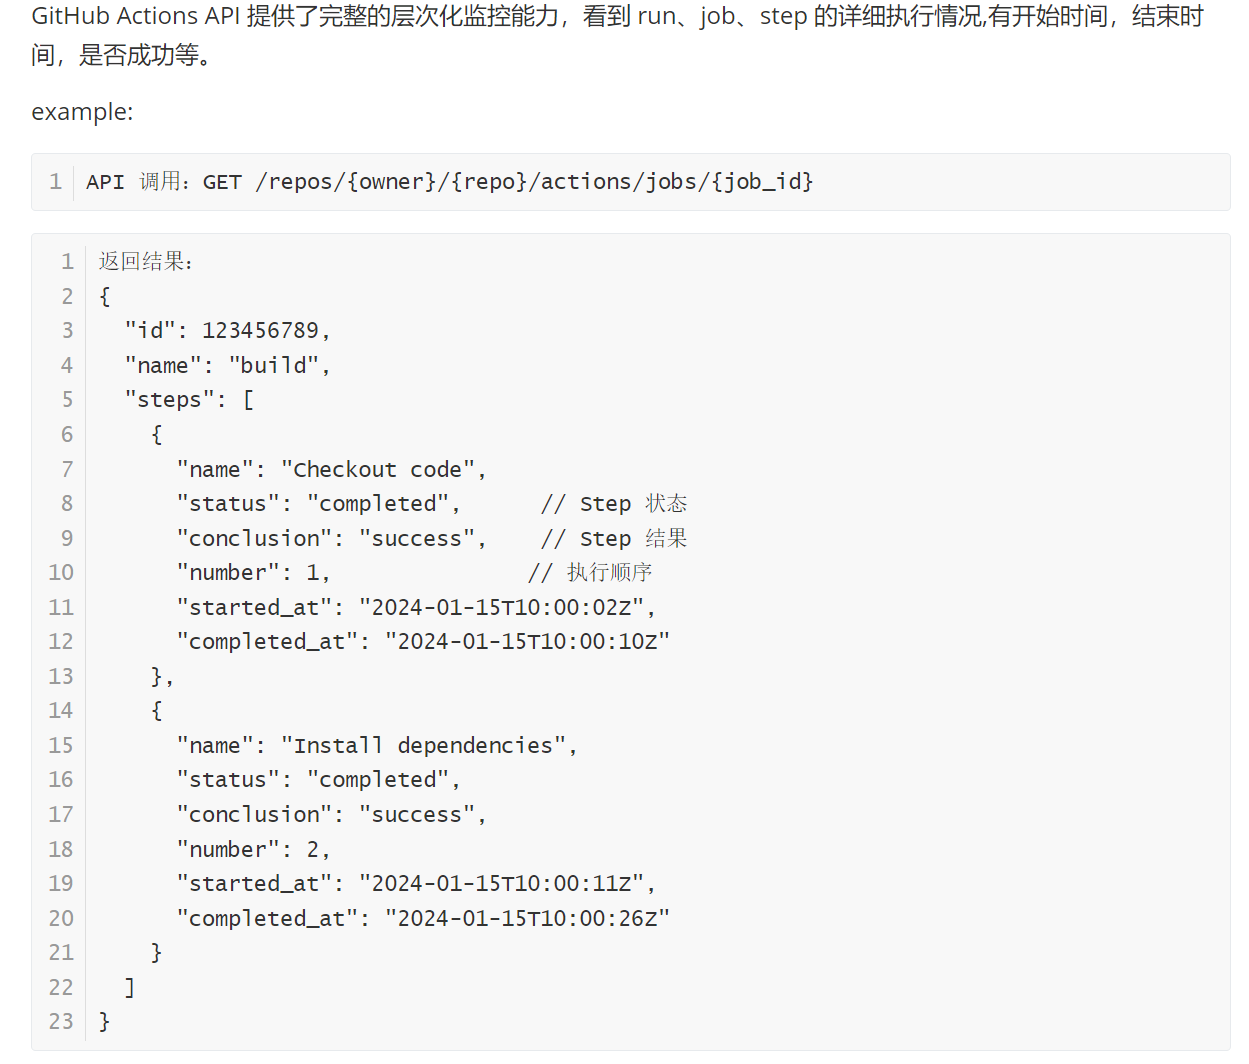 GitHub Actions API 提供了完整的层次化监控能力，看到 run、job、step 的详细执行情况,有开始时间，结束时
间，是否成功等。
example:
1 API 调用：GET /repos/{owner}/{repo}/actions/jobs/{job_id}
1 返回结果：
2 {
3   "id": 123456789,
4   "name": "build",
5   "steps": [
6     {
7       "name": "Checkout code",
8       "status": "completed",      // Step 状态
9       "conclusion": "success",    // Step 结果
10       "number": 1,               // 执行顺序
11       "started_at": "2024-01-15T10:00:02Z",
12       "completed_at": "2024-01-15T10:00:10Z"
13     },
14     {
15       "name": "Install dependencies",
16       "status": "completed",
17       "conclusion": "success",
18       "number": 2,
19       "started_at": "2024-01-15T10:00:11Z",
20       "completed_at": "2024-01-15T10:00:26Z"
21     }
22   ]
23 }